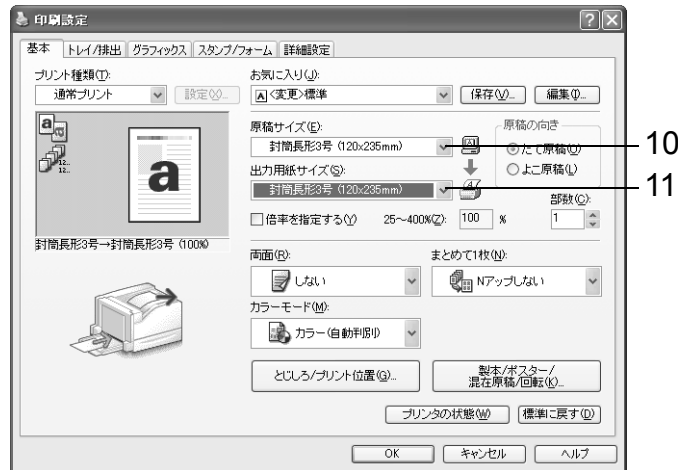 印刷設定
基本 トレイ/排出 グラフィックス スタンプ/フォーム 詳細設定
プリント種類(T):
通常プリント 設定(X)...
お気に入り(J):
A <変更>標準 保存(V)... 編集(I)...
原稿サイズ(E):
封筒長形3号 (120x235mm) 10
原稿の向き
たて原稿(O)
よこ原稿(L)
出力用紙サイズ(S):
封筒長形3号 (120x235mm) 11
部数(C):
倍率を指定する(Y) 25～400%(Z): 100 % 1
a
12..
12..
a
封筒長形3号→封筒長形3号 (100%)
両面(R):
しない
まとめて1枚(N):
Nアップしない
カラーモード(M):
カラー(自動判別)
とじしろ/プリント位置(G)...
製本/ポスター/
混在原稿/回転(K)...
プリンタの状態(W) 標準に戻す(D)
OK キャンセル ヘルプ